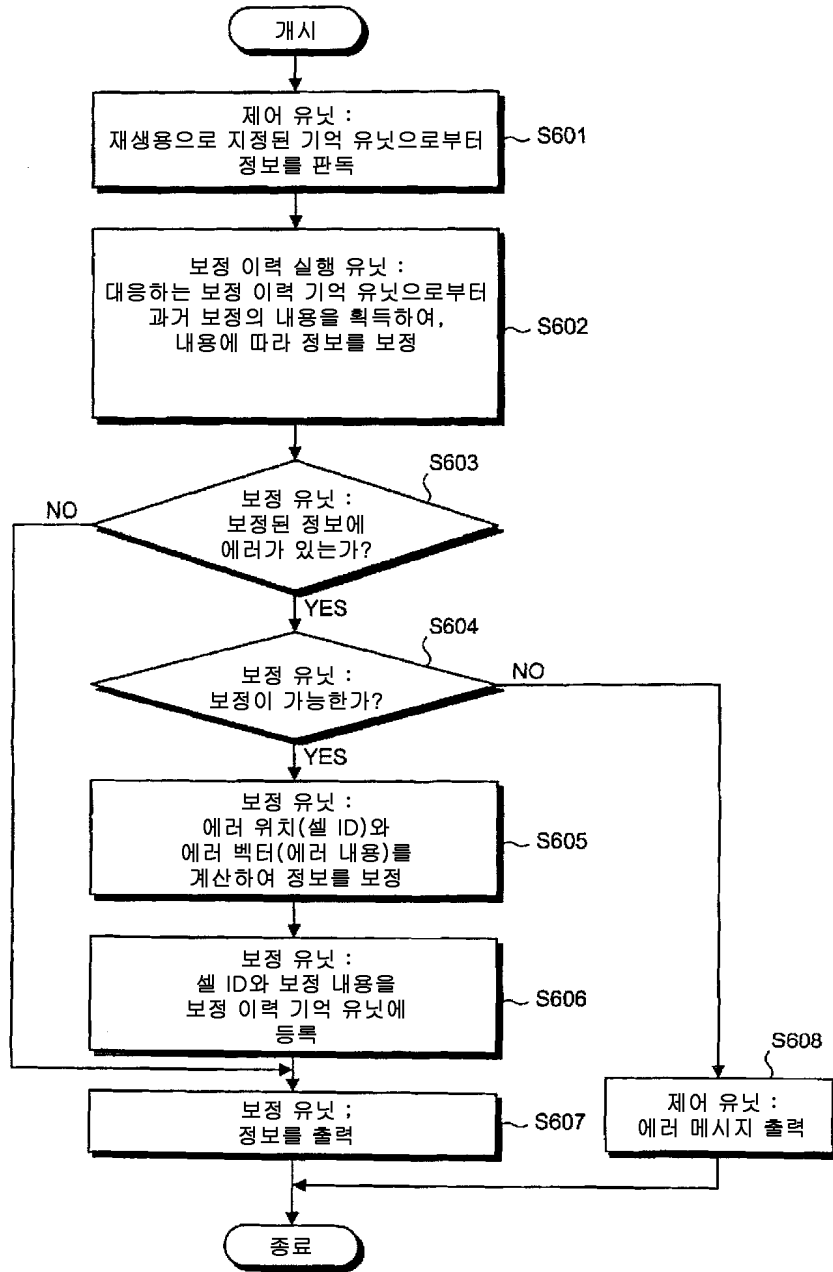 개시
제어 유닛 :
재생용으로 지정된 기억 유닛으로부터
정보를 판독
S601
보정 이력 실행 유닛 :
대응하는 보정 이력 기억 유닛으로부터
과거 보정의 내용을 획득하여,
내용에 따라 정보를 보정
S602
S603
보정 유닛 :
보정된 정보에
에러가 있는가?
NO
YES
S604
보정 유닛 :
보정이 가능한가?
NO
YES
보정 유닛 :
에러 위치(셀 ID)와
에러 벡터(에러 내용)를
계산하여 정보를 보정
S605
보정 유닛 :
셀 ID와 보정 내용을
보정 이력 기억 유닛에
등록
S606
S608
보정 유닛 ;
정보를 출력
S607
제어 유닛 :
에러 메시지 출력
종료